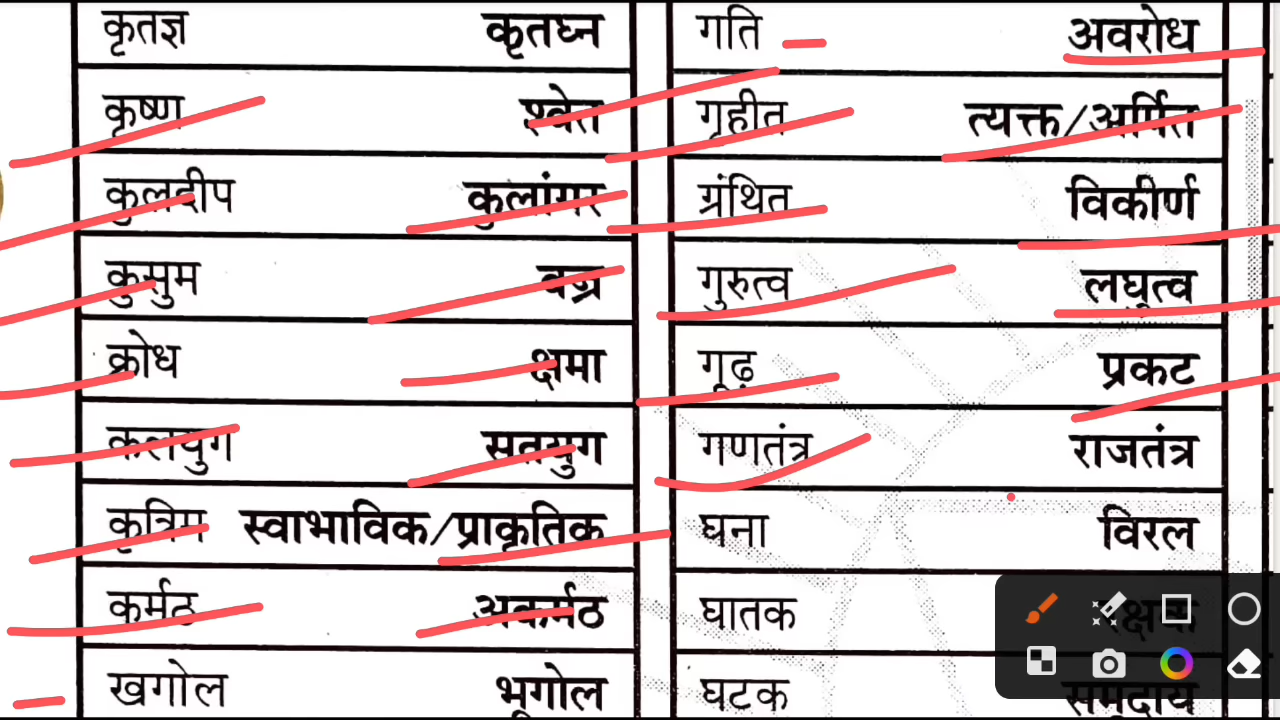 कृतज्ञ कृतघ्न
कृष्ण श्वेत
कुलदीप कुलांगर
कुसुम वज्र
क्रोध क्षमा
कलयुग सतयुग
कृत्रिम स्वाभाविक/प्राकृतिक
कर्मठ अकर्मठ
खगोल भूगोल
गति अवरोध
गृहीत त्यक्त/अर्पित
ग्रंथित विकीर्ण
गुरुत्व लघुत्व
गूढ़ प्रकट
गणतंत्र राजतंत्र
घना विरल
घातक
घटक समुदाय